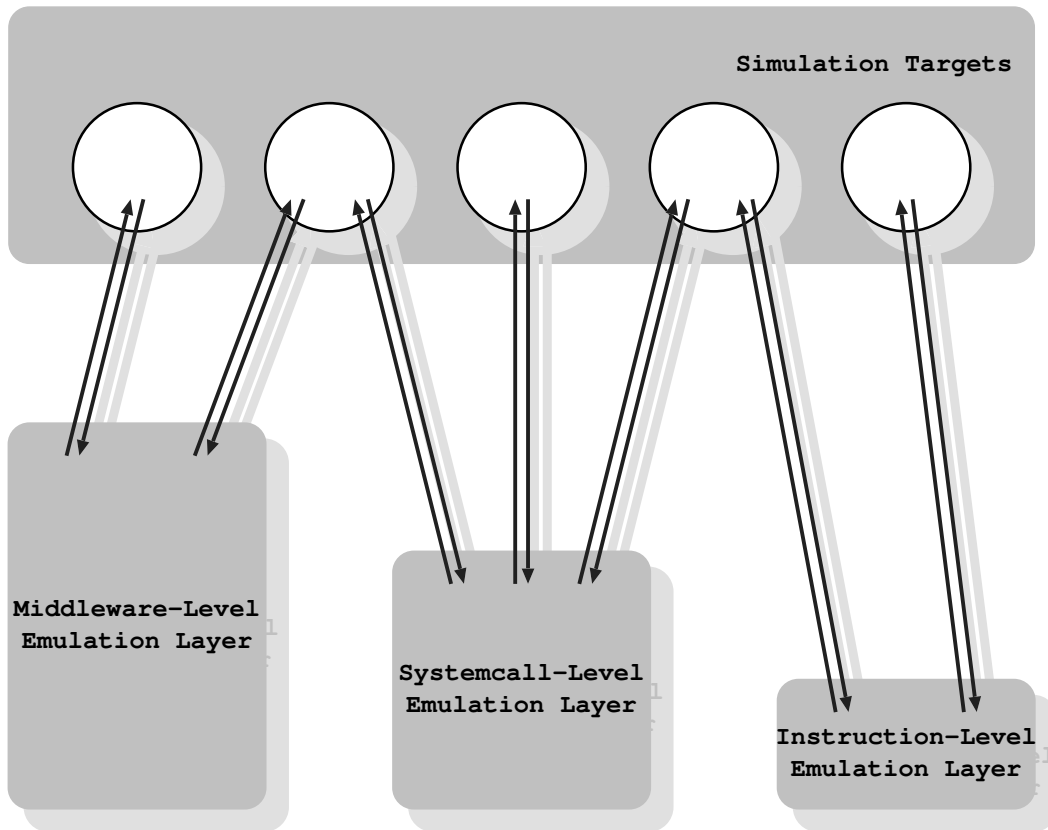 Simulation Targets
Middleware-Level
Emulation Layer
Systemcall-Level
Emulation Layer
Instruction-Level
Emulation Layer